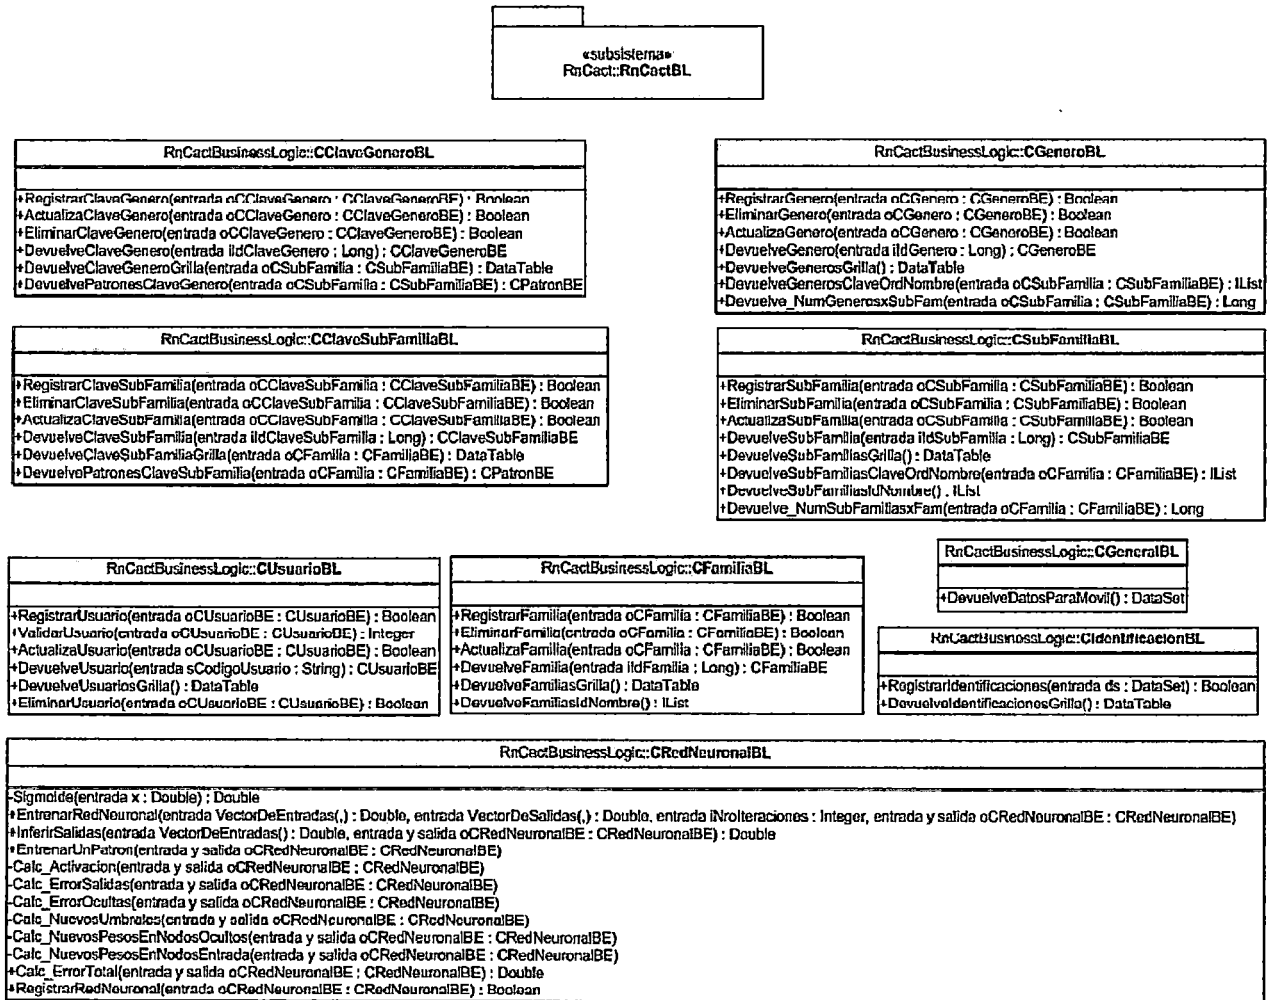 «subsistema»
RnCact::RnCactBL
RnCactBusinessLogic::CClaveGeneroBL
+RegistrarClaveGenero(entrada oCClaveGenero : CClaveGeneroBE) : Boolean
+ActualizaClaveGenero(entrada oCClaveGenero : CClaveGeneroBE) : Boolean
+EliminarClaveGenero(entrada oCClaveGenero : CClaveGeneroBE) : Boolean
+DevuelveClaveGenero(entrada iIdClaveGenero : Long) : CClaveGeneroBE
+DevuelveClaveGeneroGrilla(entrada oCSubFamilia : CSubFamiliaBE) : DataTable
+DevuelvePatronesClaveGenero(entrada oCSubFamilia : CSubFamiliaBE) : CPatronBE
RnCactBusinessLogic::CGeneroBL
+RegistrarGenero(entrada oCGenero : CGeneroBE) : Boolean
+EliminarGenero(entrada oCGenero : CGeneroBE) : Boolean
+ActualizaGenero(entrada oCGenero : CGeneroBE) : Boolean
+DevuelveGenero(entrada iIdGenero : Long) : CGeneroBE
+DevuelveGenerosGrilla() : DataTable
+DevuelveGenerosClaveOrdNombre(entrada oCSubFamilia : CSubFamiliaBE) : IList
+Devuelve_NumGenerosxSubFam(entrada oCSubFamilia : CSubFamiliaBE) : Long
RnCactBusinessLogic::CClaveSubFamiliaBL
+RegistrarClaveSubFamilia(entrada oCClaveSubFamilia : CClaveSubFamiliaBE) : Boolean
+EliminarClaveSubFamilia(entrada oCClaveSubFamilia : CClaveSubFamiliaBE) : Boolean
+ActualizaClaveSubFamilia(entrada oCClaveSubFamilia : CClaveSubFamiliaBE) : Boolean
+DevuelveClaveSubFamilia(entrada iIdClaveSubFamilia : Long) : CClaveSubFamiliaBE
+DevuelveClaveSubFamiliaGrilla(entrada oCFamilia : CFamiliaBE) : DataTable
+DevuelvePatronesClaveSubFamilia(entrada oCFamilia : CFamiliaBE) : CPatronBE
RnCactBusinessLogic::CSubFamiliaBL
+RegistrarSubFamilia(entrada oCSubFamilia : CSubFamiliaBE) : Boolean
+EliminarSubFamilia(entrada oCSubFamilia : CSubFamiliaBE) : Boolean
+ActualizaSubFamilia(entrada oCSubFamilia : CSubFamiliaBE) : Boolean
+DevuelveSubFamilia(entrada iIdSubFamilia : Long) : CSubFamiliaBE
+DevuelveSubFamiliasGrilla() : DataTable
+DevuelveSubFamiliasClaveOrdNombre(entrada oCFamilia : CFamiliaBE) : IList
+DevuelveSubFamiliasIdNombre() : IList
+Devuelve_NumSubFamiliasxFam(entrada oCFamilia : CFamiliaBE) : Long
RnCactBusinessLogic::CUsuarioBL
+RegistrarUsuario(entrada oCUsuarioBE : CUsuarioBE) : Boolean
+ValidarUsuario(entrada oCUsuarioBE : CUsuarioBE) : Integer
+ActualizaUsuario(entrada oCUsuarioBE : CUsuarioBE) : Boolean
+DevuelveUsuario(entrada sCodigoUsuario : String) : CUsuarioBE
+DevuelveUsuariosGrilla() : DataTable
+EliminarUsuario(entrada oCUsuarioBE : CUsuarioBE) : Boolean
RnCactBusinessLogic::CFamiliaBL
+RegistrarFamilia(entrada oCFamilia : CFamiliaBE) : Boolean
+EliminarFamilia(entrada oCFamilia : CFamiliaBE) : Boolean
+ActualizaFamilia(entrada oCFamilia : CFamiliaBE) : Boolean
+DevuelveFamilia(entrada iIdFamilia : Long) : CFamiliaBE
+DevuelveFamiliasGrilla() : DataTable
+DevuelveFamiliasIdNombre() : IList
RnCactBusinessLogic::CGeneralBL
+DevuelveDatosParaMovil() : DataSet
RnCactBusinessLogic::CIdentificacionBL
+RegistrarIdentificaciones(entrada ds : DataSet) : Boolean
+DevuelveIdentificacionesGrilla() : DataTable
RnCactBusinessLogic::CRedNeuronalBL
-Sigmoide(entrada x : Double) : Double
+EntrenarRedNeuronal(entrada VectorDeEntradas(,) : Double, entrada VectorDeSalidas(,) : Double, entrada iNroIteraciones : Integer, entrada y salida oCRedNeuronalBE : CRedNeuronalBE)
+InferirSalidas(entrada VectorDeEntradas() : Double, entrada y salida oCRedNeuronalBE : CRedNeuronalBE) : Double
+EntrenarUnPatron(entrada y salida oCRedNeuronalBE : CRedNeuronalBE)
-Calc_Activacion(entrada y salida oCRedNeuronalBE : CRedNeuronalBE)
-Calc_ErrorSalidas(entrada y salida oCRedNeuronalBE : CRedNeuronalBE)
-Calc_ErrorOcultas(entrada y salida oCRedNeuronalBE : CRedNeuronalBE)
-Calc_NuevosUmbrales(entrada y salida oCRedNeuronalBE : CRedNeuronalBE)
-Calc_NuevosPesosEnNodosOcultos(entrada y salida oCRedNeuronalBE : CRedNeuronalBE)
-Calc_NuevosPesosEnNodosEntrada(entrada y salida oCRedNeuronalBE : CRedNeuronalBE)
+Calc_ErrorTotal(entrada y salida oCRedNeuronalBE : CRedNeuronalBE) : Double
+RegistrarRedNeuronal(entrada oCRedNeuronalBE : CRedNeuronalBE) : Boolean